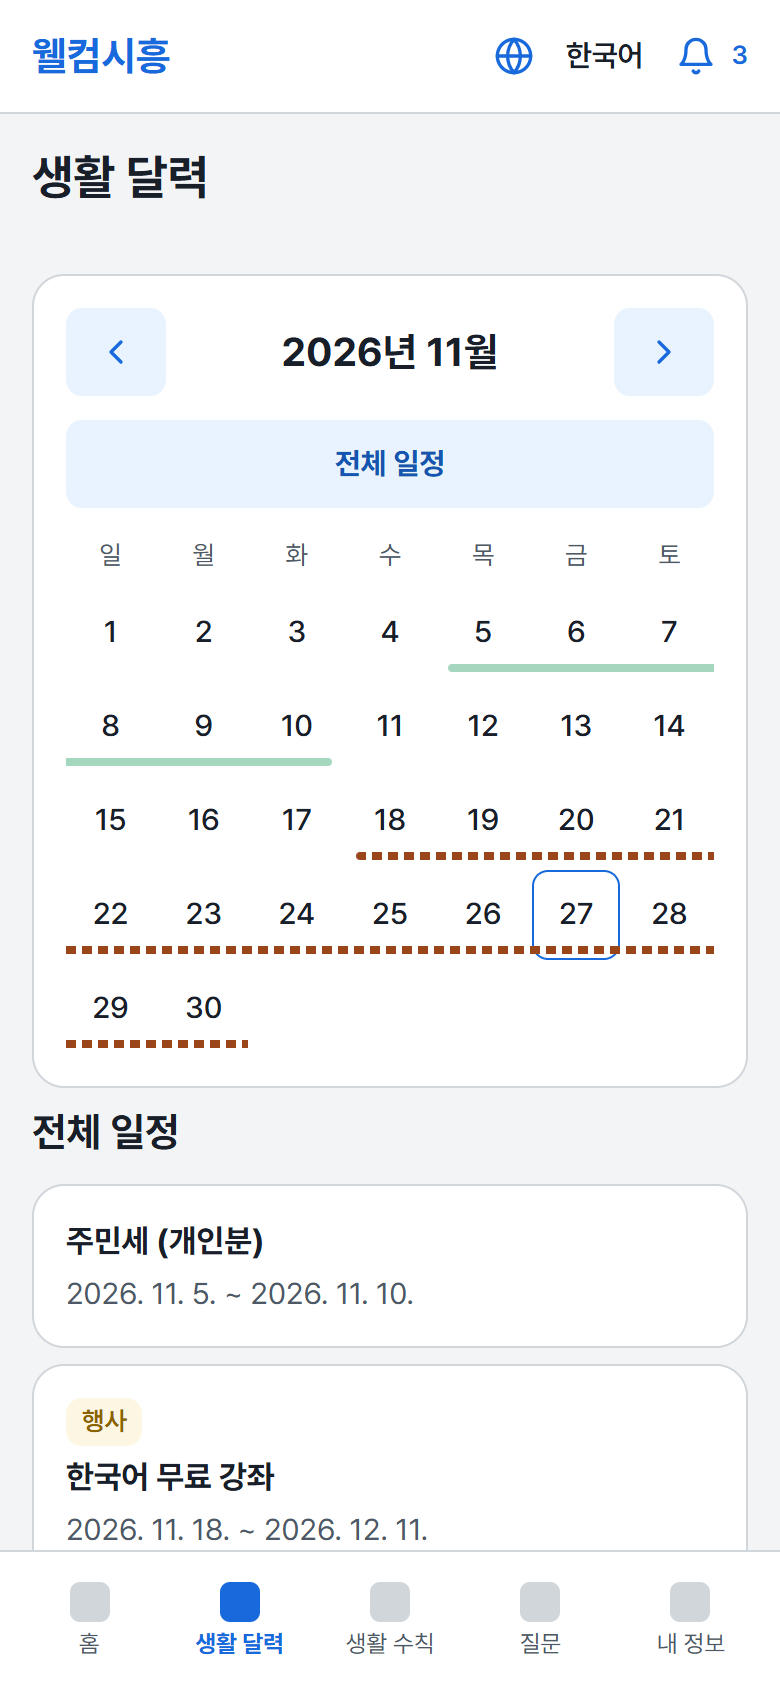 웰컴시흥 한국어 3
생활 달력
2026년 11월
전체 일정
일 월 화 수 목 금 토
1 2 3 4 5 6 7
8 9 10 11 12 13 14
15 16 17 18 19 20 21
22 23 24 25 26 27 28
29 30
전체 일정
주민세 (개인분)
2026. 11. 5. ~ 2026. 11. 10.
행사
한국어 무료 강좌
2026. 11. 18. ~ 2026. 12. 11.
홈 생활 달력 생활 수칙 질문 내 정보